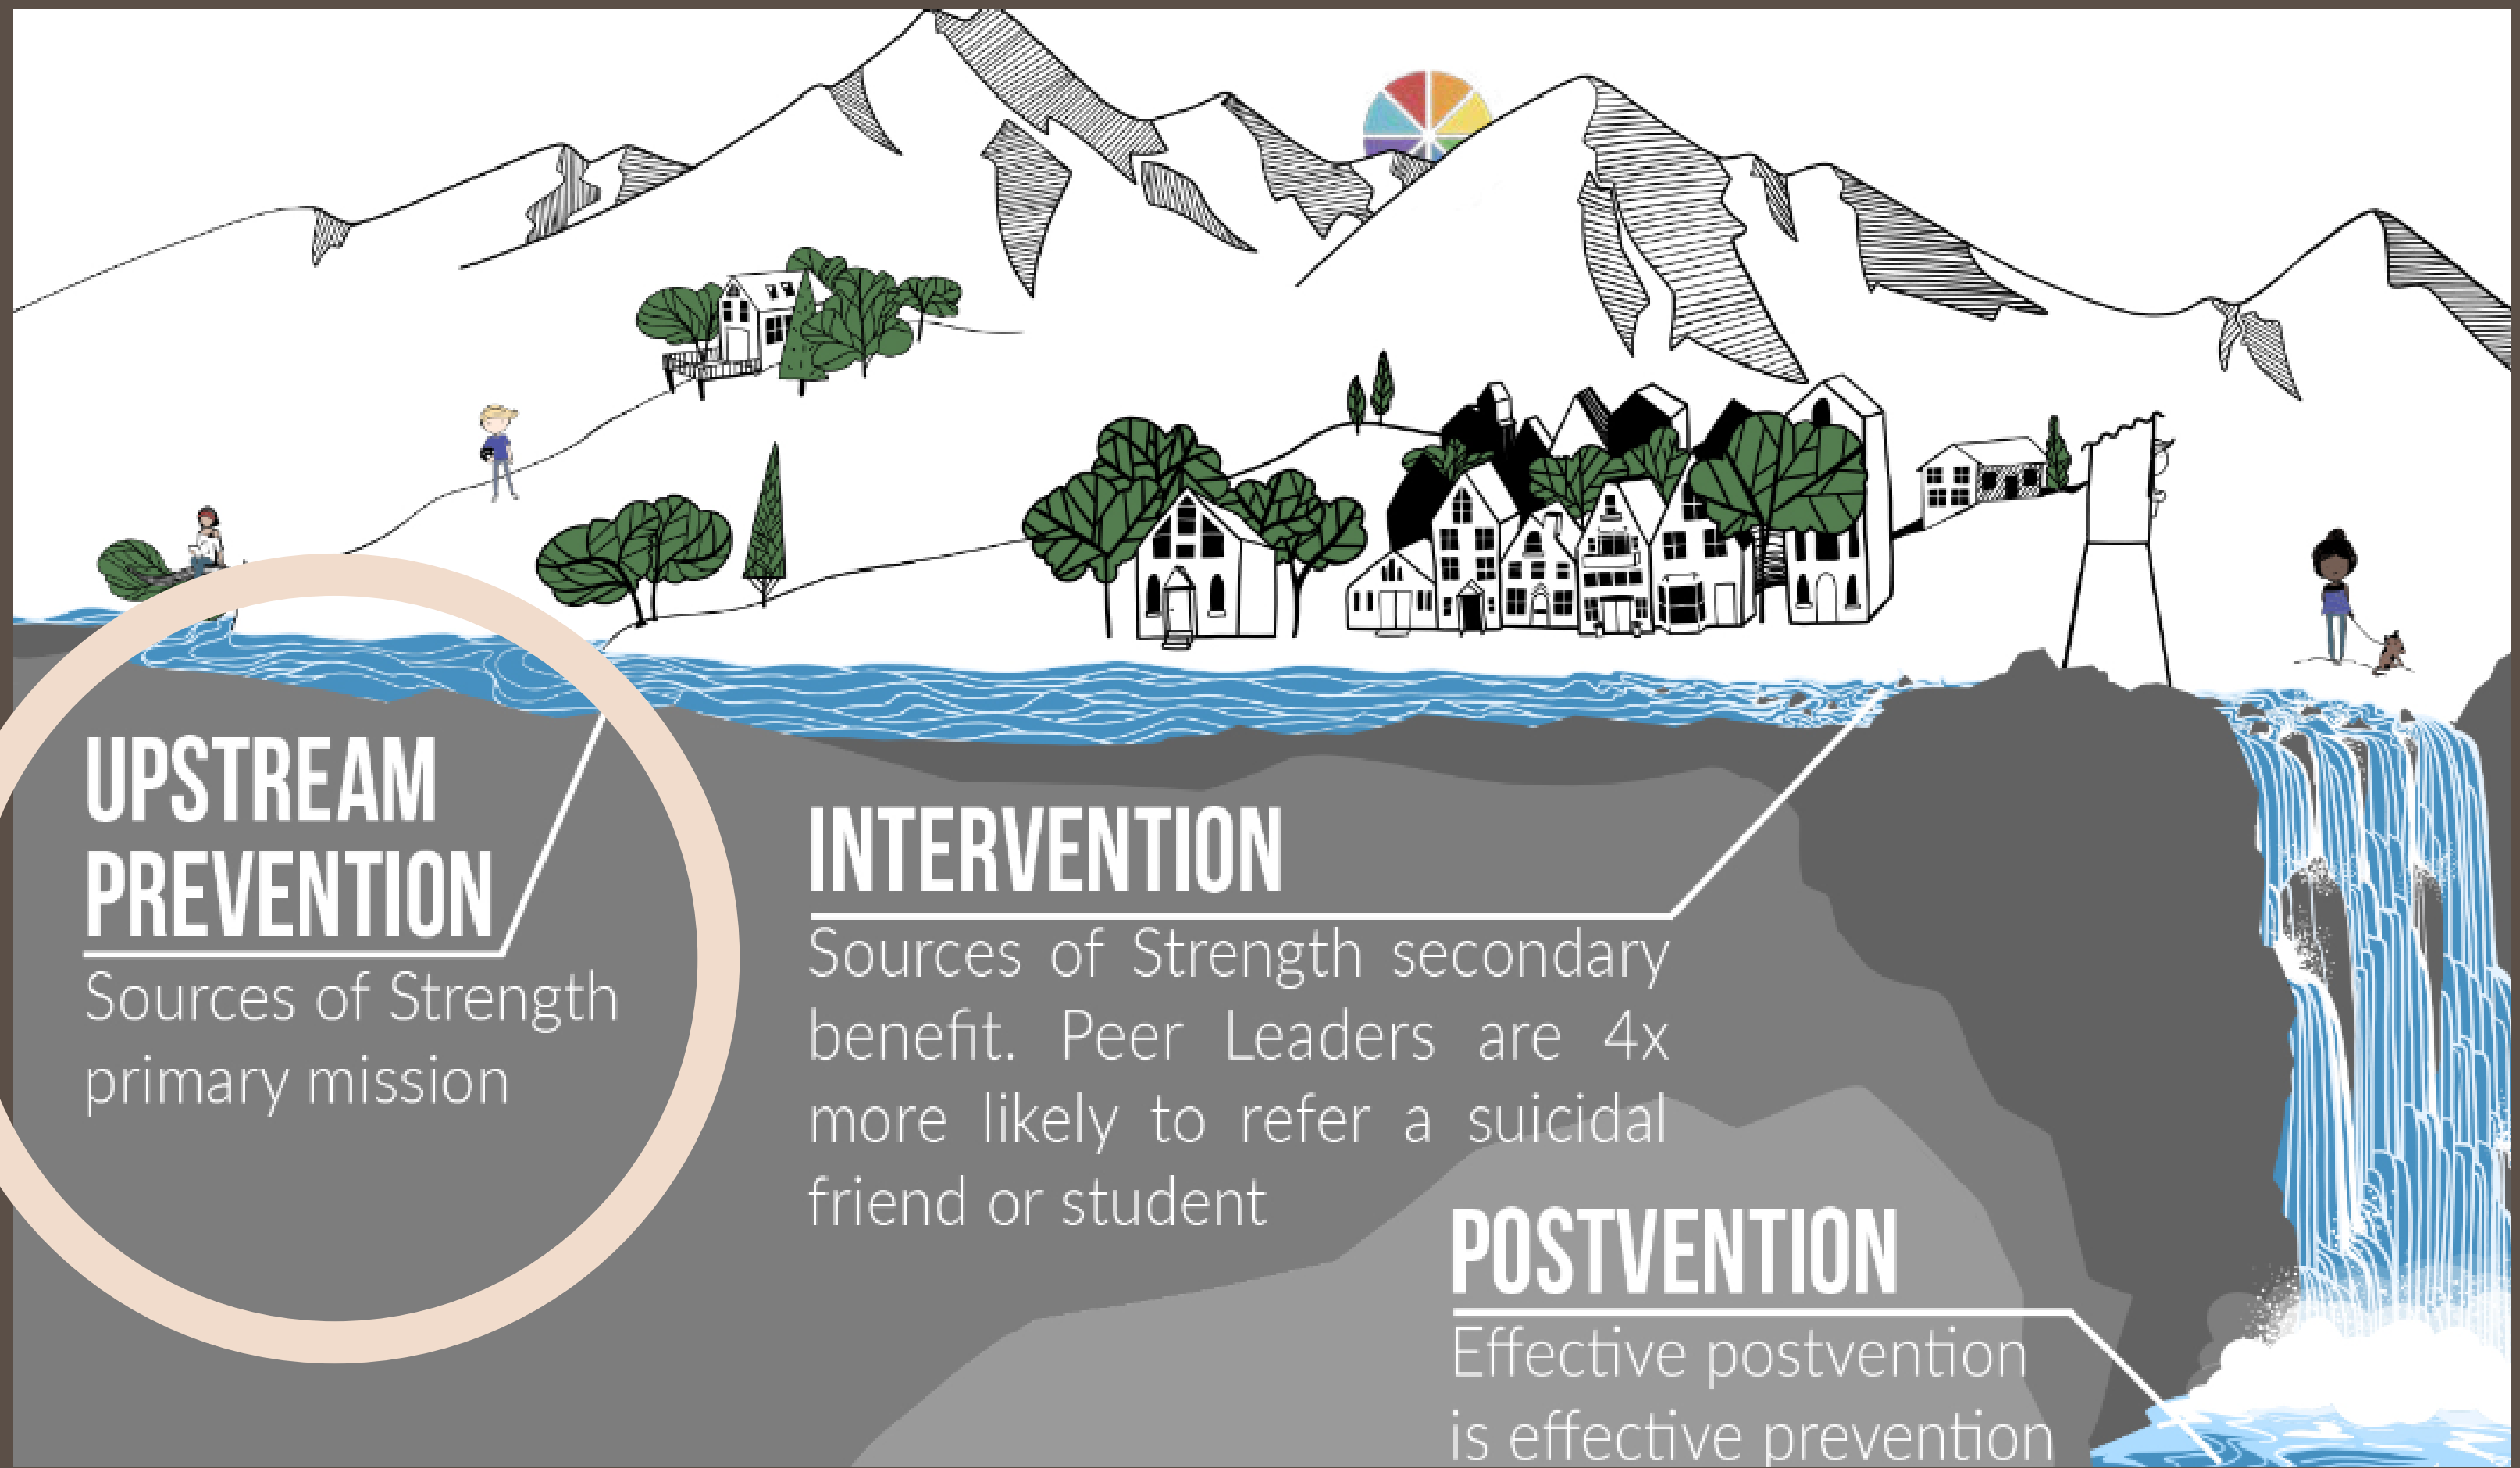 UPSTREAM
PREVENTION
Sources of Strength
primary mission
INTERVENTION
Sources of Strength secondary
benefit. Peer Leaders are 4x
more likely to refer a suicidal
friend or student
POSTVENTION
Effective postvention
is effective prevention